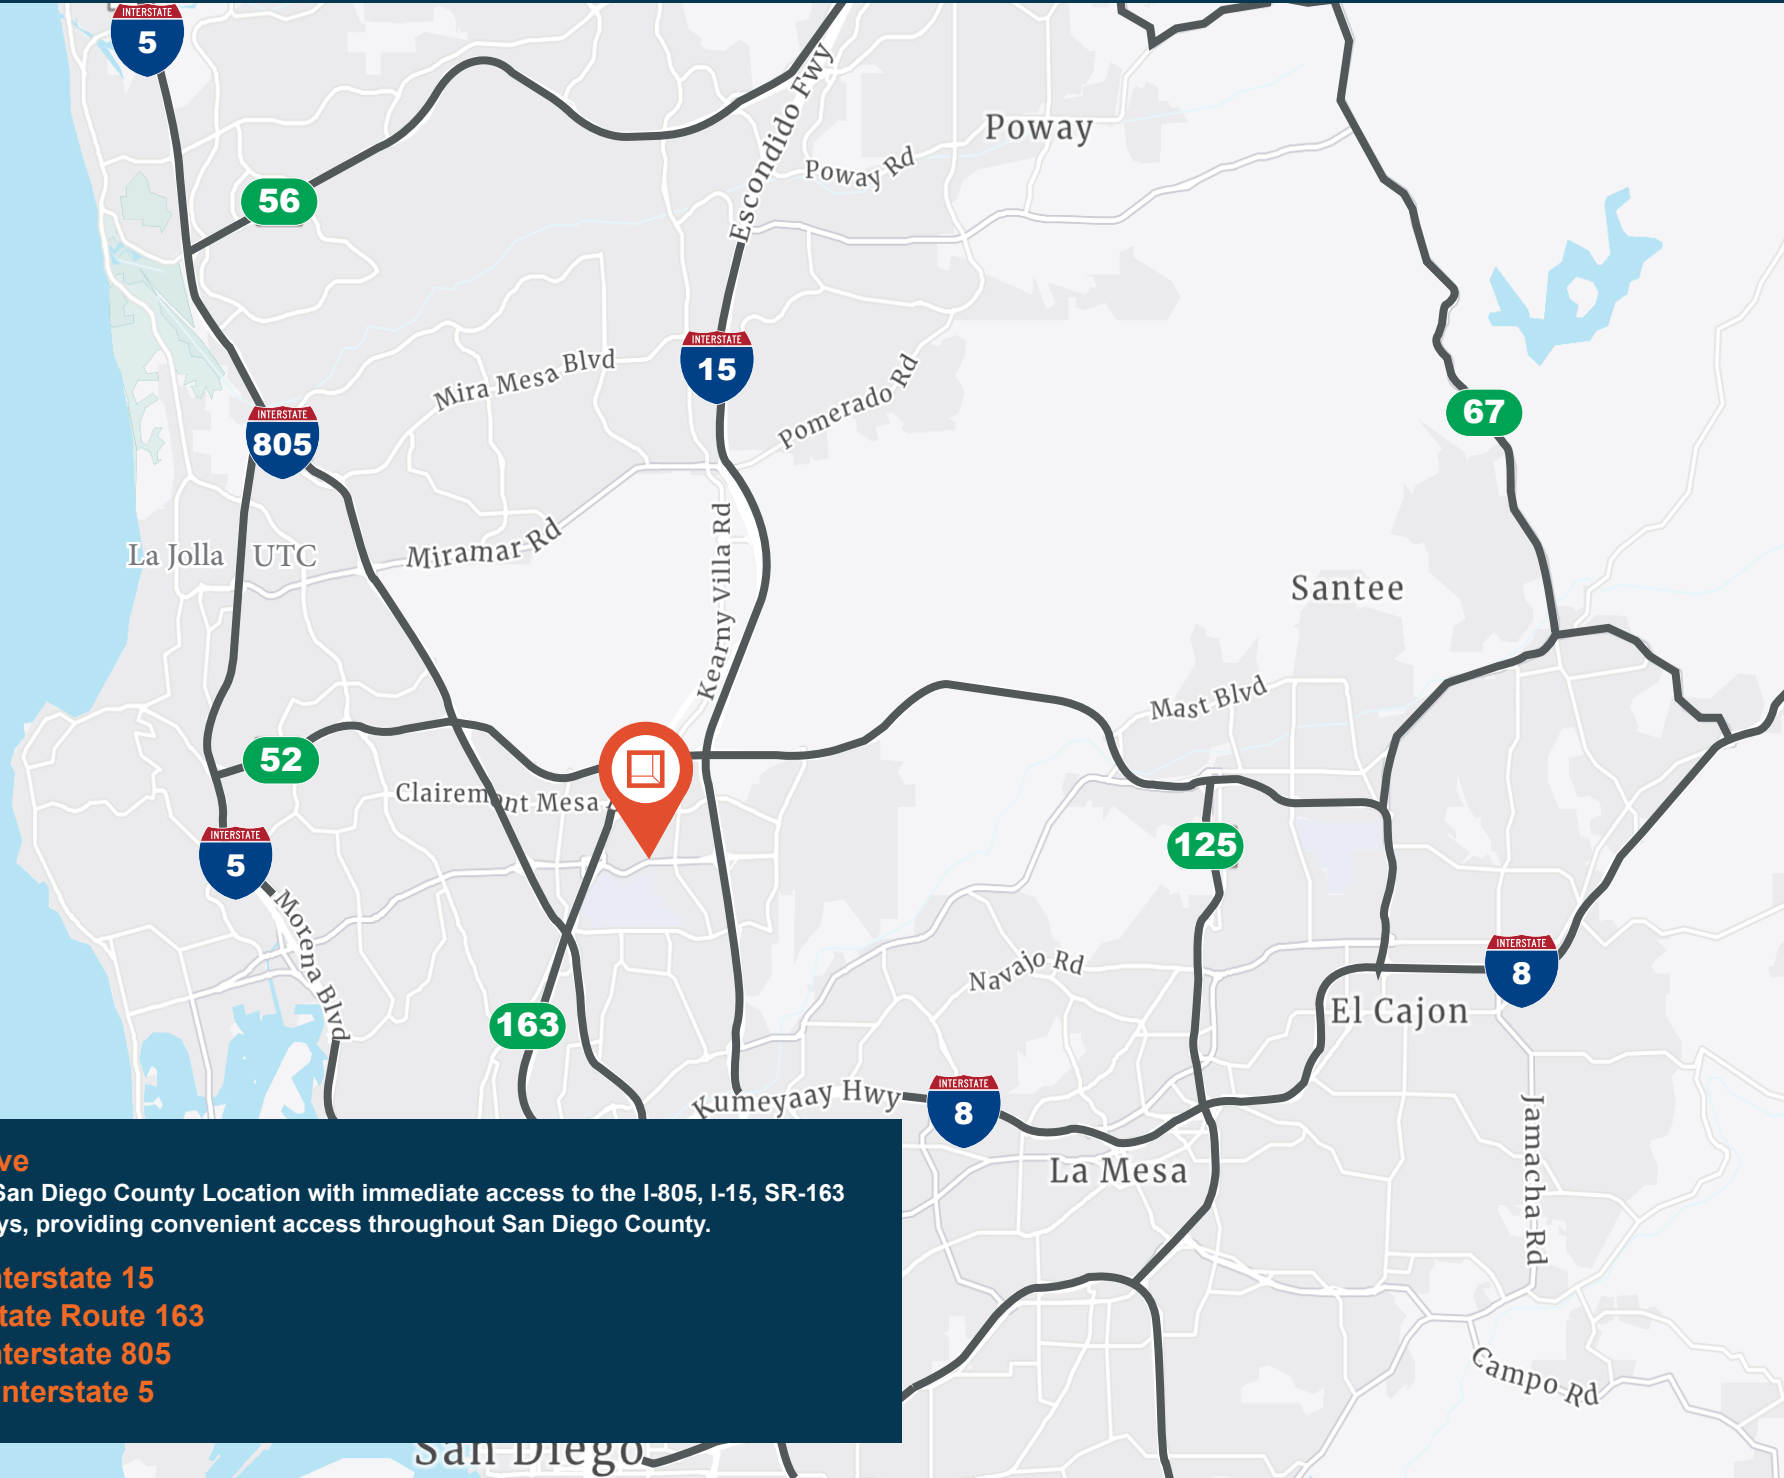 INTERSTATE
5
Escondido Fwy
Poway
Poway Rd
56
INTERSTATE
15
Mira Mesa Blvd
Pomerado Rd
67
INTERSTATE
805
La Jolla
UTC
Miramar Rd
Kearny Villa Rd
Santee
Mast Blvd
52
Clairemont Mesa
INTERSTATE
5
125
Morena Blvd
Navajo Rd
INTERSTATE
8
El Cajon
163
Kumeyaay Hwy
INTERSTATE
8
Jamacha Rd
La Mesa
ve
San Diego County Location with immediate access to the I-805, I-15, SR-163
ys, providing convenient access throughout San Diego County.
nterstate 15
tate Route 163
nterstate 805
Interstate 5
Campo Rd
San Diego